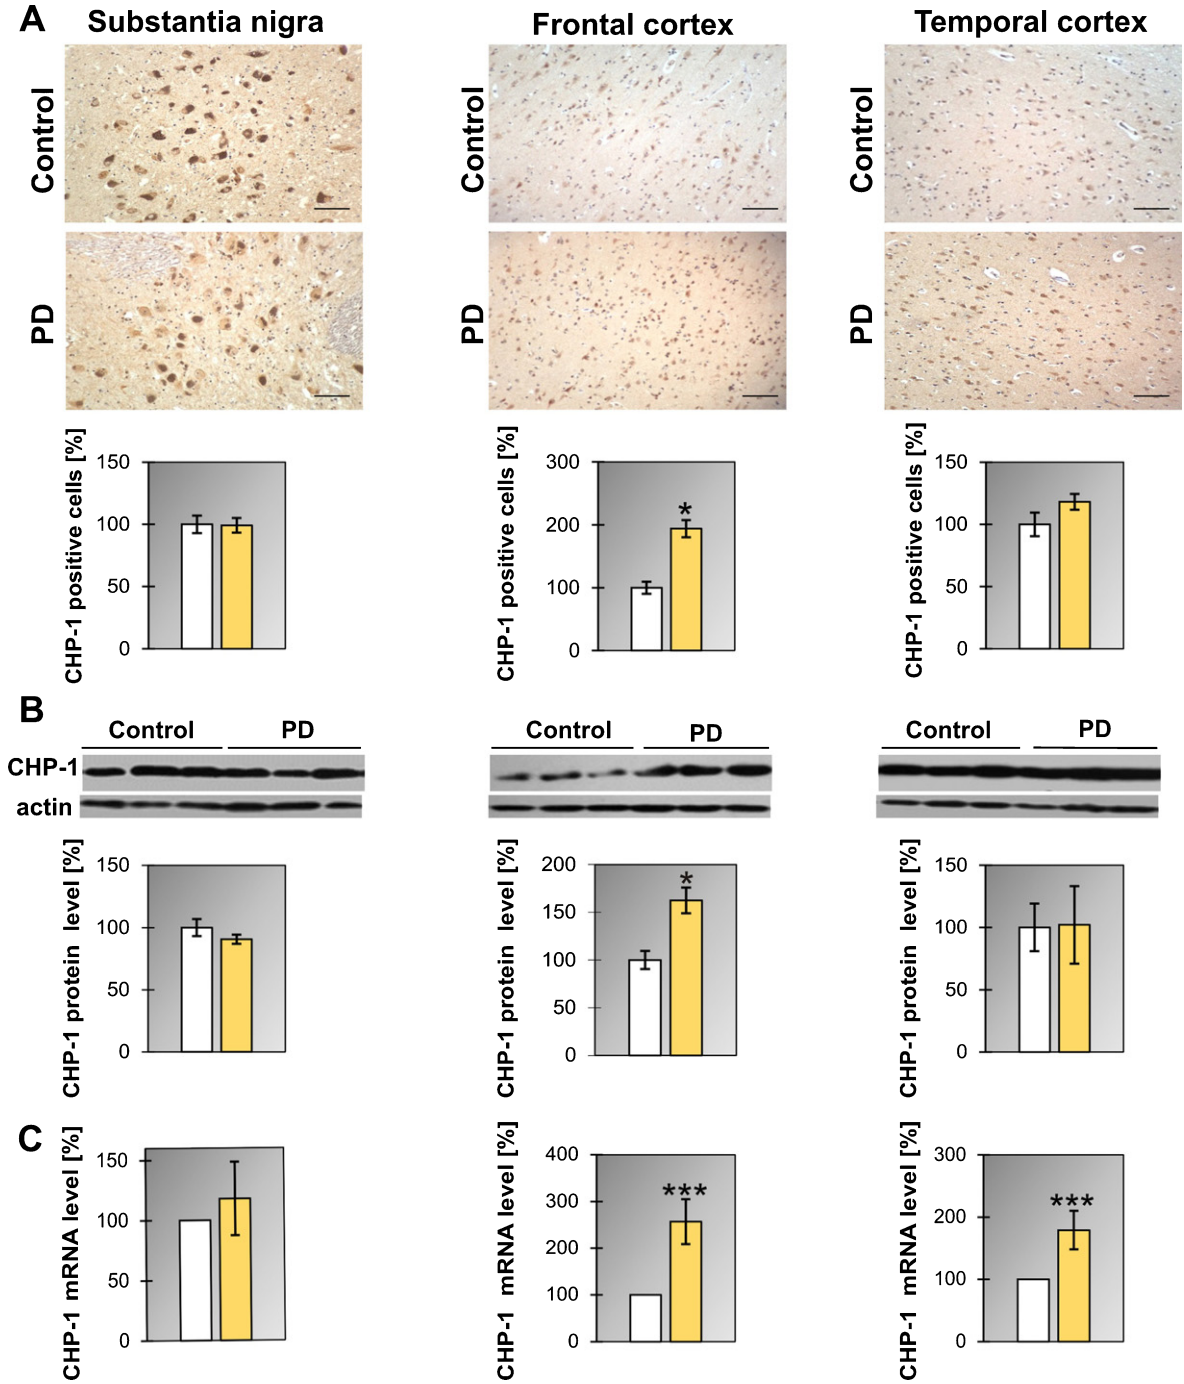 A
Substantia nigra
Frontal cortex
Temporal cortex
Control
Control
Control
PD
PD
PD
CHP-1 positive cells [%]
150
100
50
0
CHP-1 positive cells [%]
300
200
100
0
*
CHP-1 positive cells [%]
150
100
50
0
B
Control PD
Control PD
Control PD
CHP-1
actin
CHP-1 protein level [%]
150
100
50
0
CHP-1 protein level [%]
200
150
100
50
0
*
CHP-1 protein level [%]
150
100
50
0
C
CHP-1 mRNA level [%]
150
100
50
0
CHP-1 mRNA level [%]
400
300
200
100
0
***
CHP-1 mRNA level [%]
300
200
100
0
***